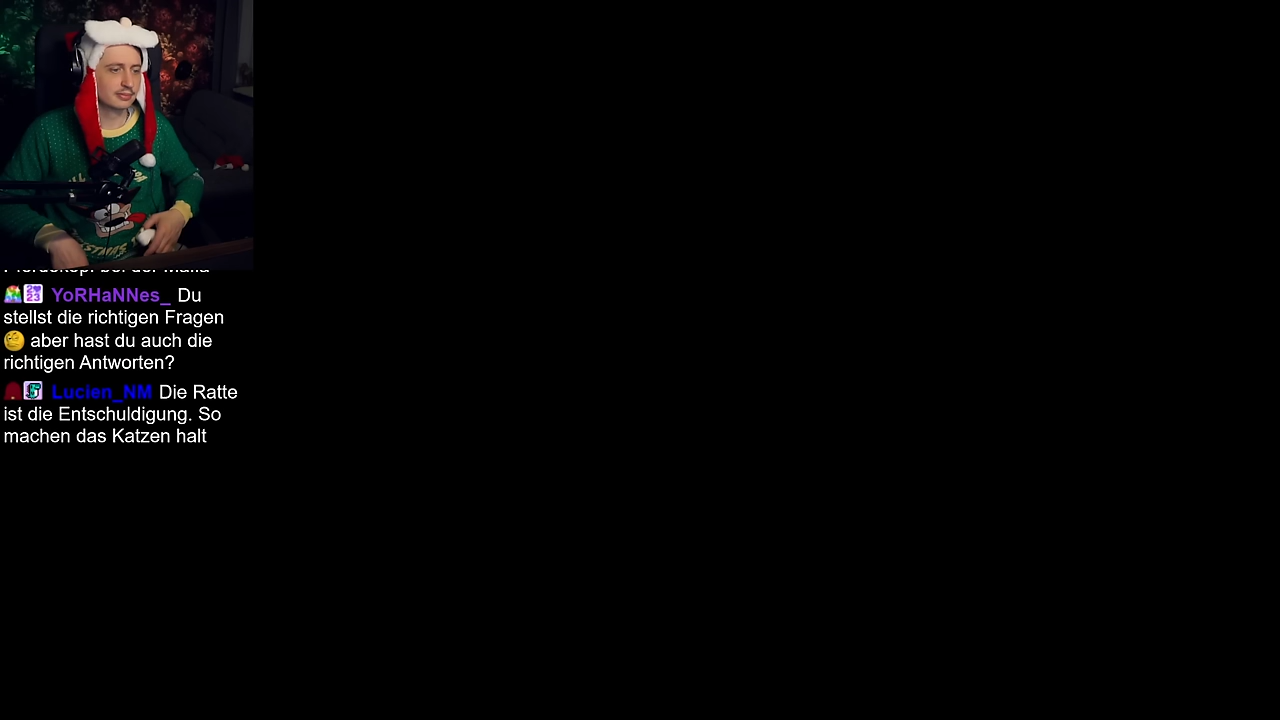 YoRHaNNes_ Du
stellst die richtigen Fragen
aber hast du auch die
richtigen Antworten?
Lucien_NM Die Ratte
ist die Entschuldigung. So
machen das Katzen halt